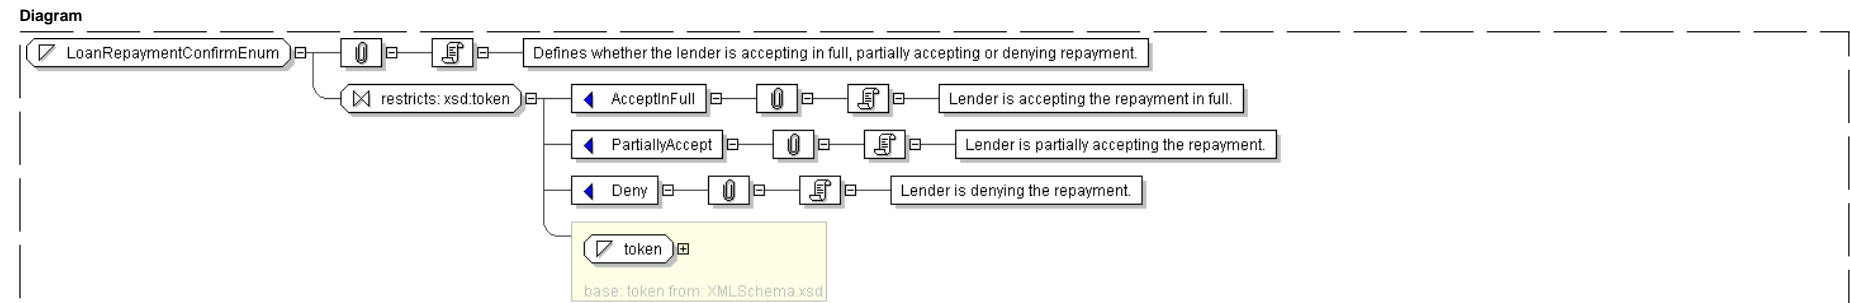 Diagram
LoanRepaymentConfirmEnum Defines whether the lender is accepting in full, partially accepting or denying repayment.
restricts: xsd:token AcceptInFull Lender is accepting the repayment in full.
PartiallyAccept Lender is partially accepting the repayment.
Deny Lender is denying the repayment.
token
base: token from: XMLSchema.xsd